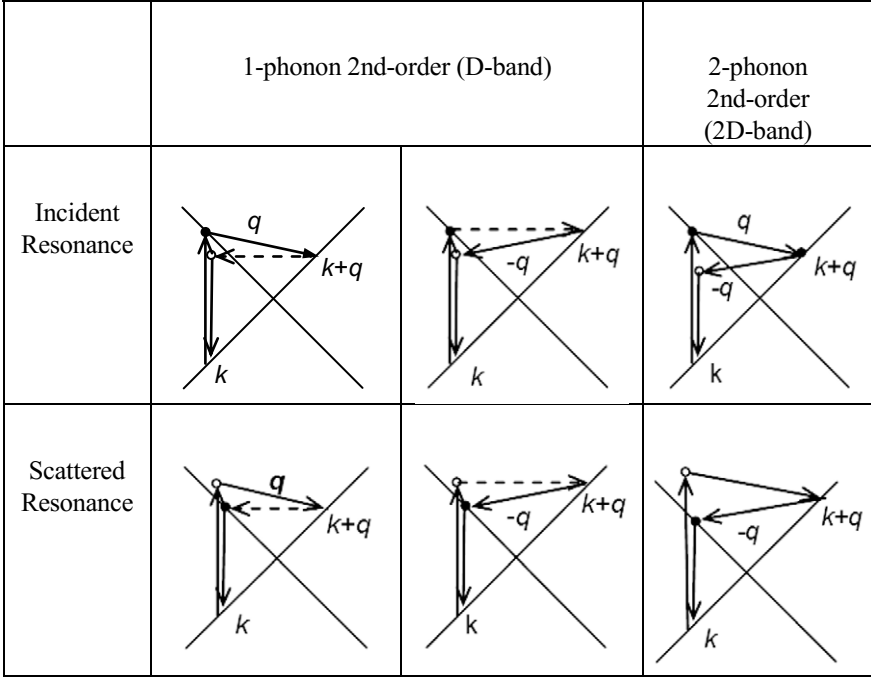 1-phonon 2nd-order (D-band)
2-phonon
2nd-order
(2D-band)
Incident
Resonance
q
k+q
k
-q
k+q
k
q
-q
k+q
k
Scattered
Resonance
q
k+q
k
-q
k+q
k
-q
k+q
k